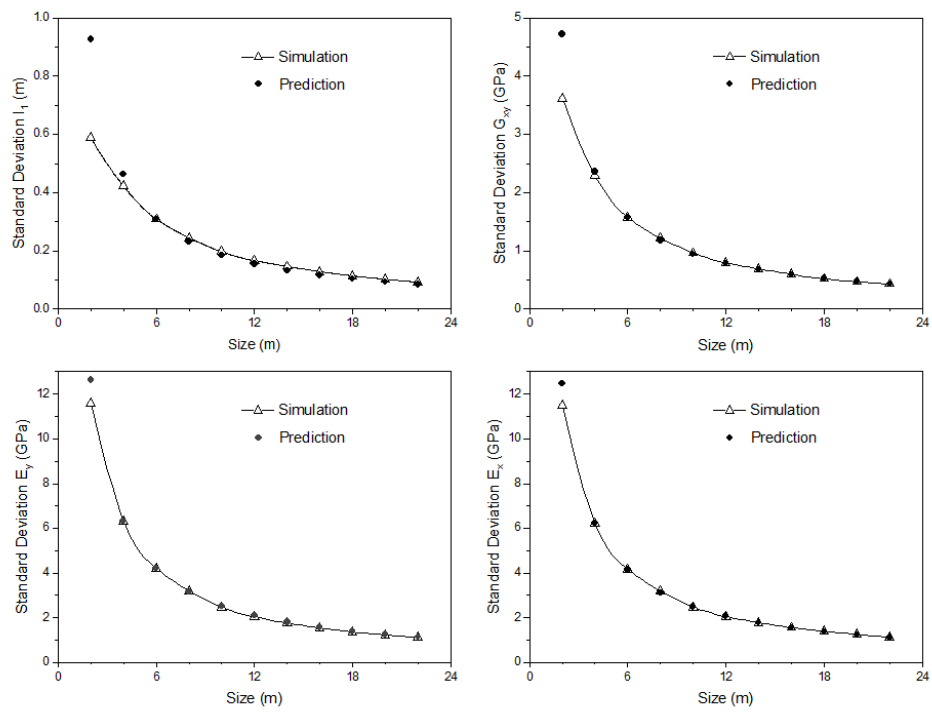 Standard Deviation I₁ (m)
1.0
0.8
0.6
0.4
0.2
0.0
Simulation
Prediction
0 6 12 18 24
Size (m)
Standard Deviation Gxy (GPa)
5
4
3
2
1
0
Simulation
Prediction
0 6 12 18 24
Size (m)
Standard Deviation Ey (GPa)
12
10
8
6
4
2
0
Simulation
Prediction
0 6 12 18 24
Size (m)
Standard Deviation Ex (GPa)
12
10
8
6
4
2
0
Simulation
Prediction
0 6 12 18 24
Size (m)